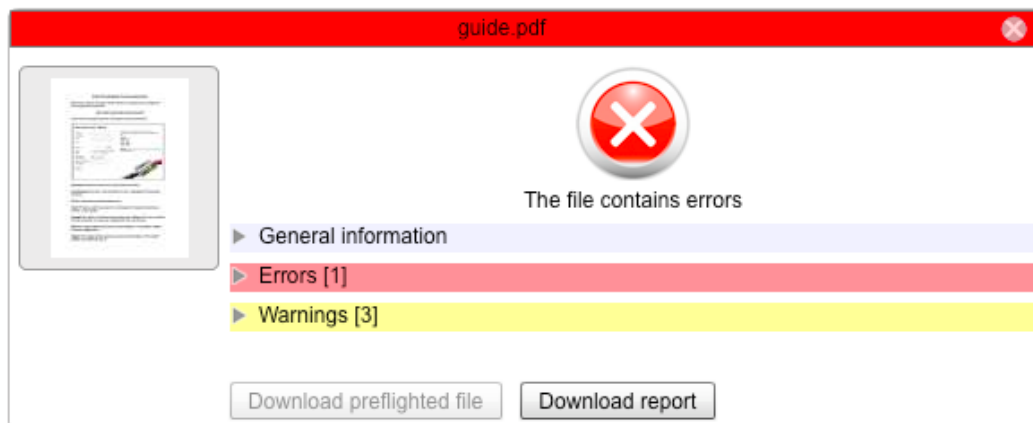 guide.pdf
The file contains errors
General information
Errors [1]
Warnings [3]
Download preflighted file
Download report